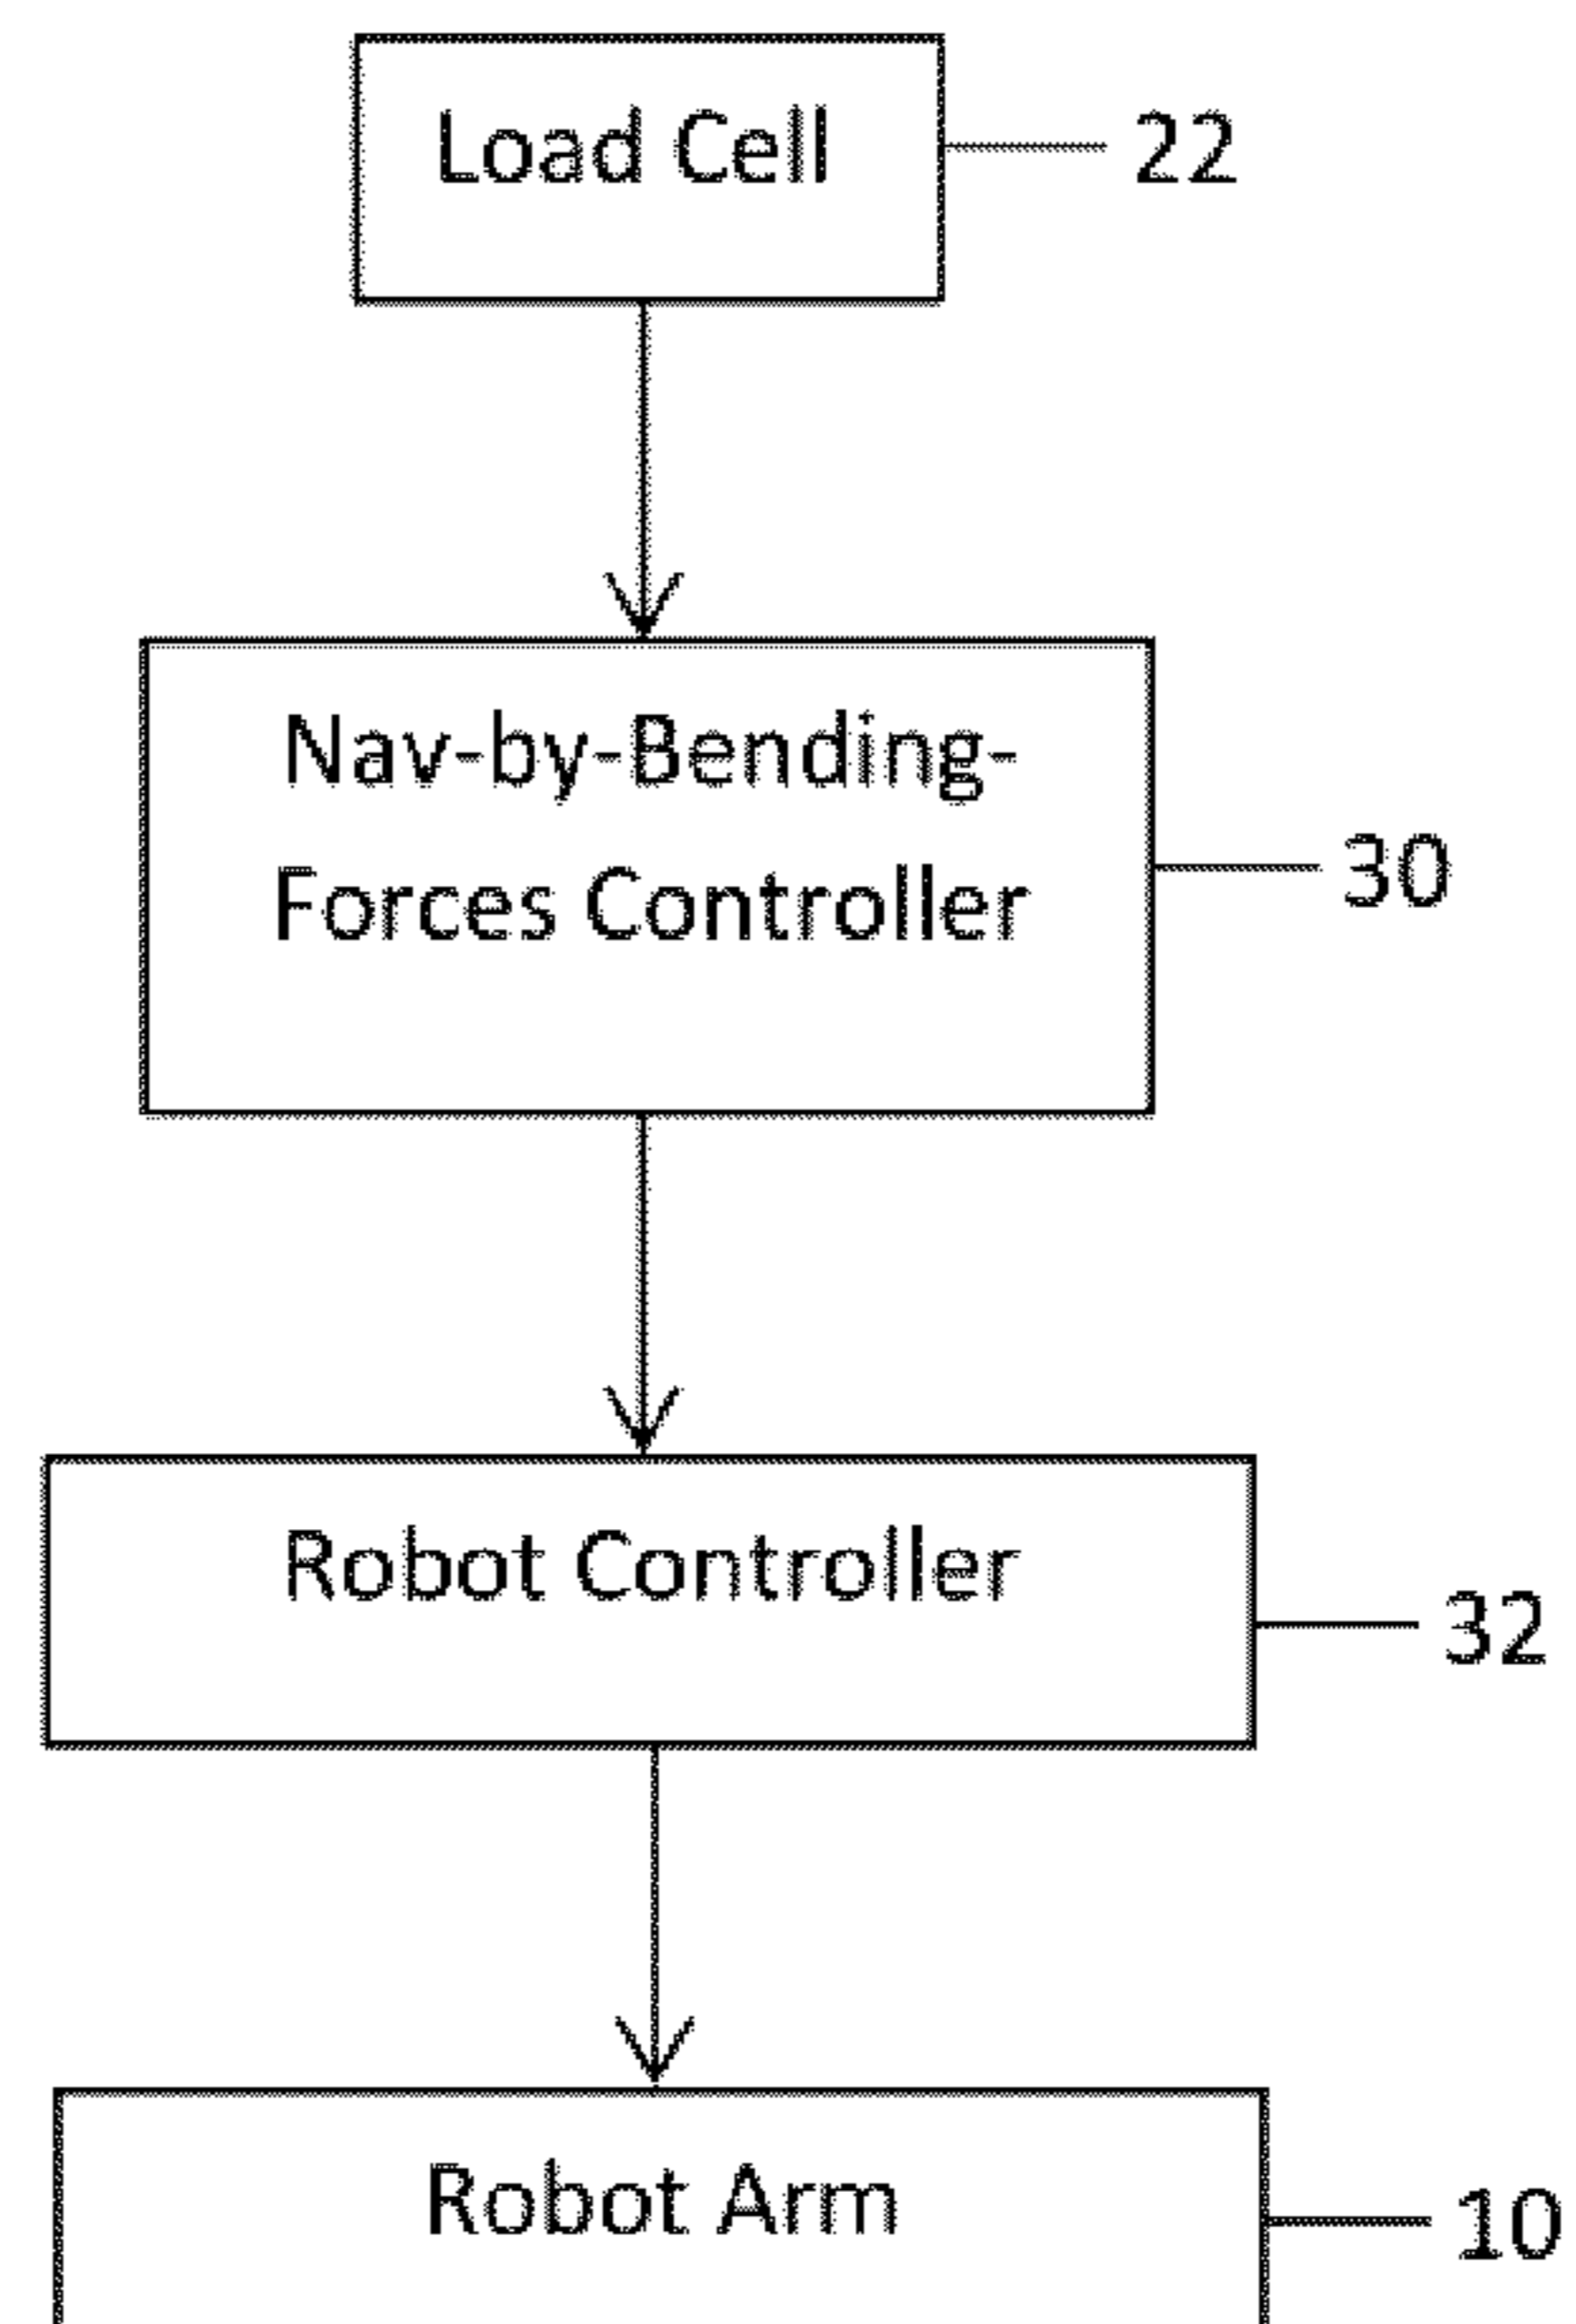 Load Cell
22
Nav-by-Bending-
Forces Controller
30
Robot Controller
32
Robot Arm
10